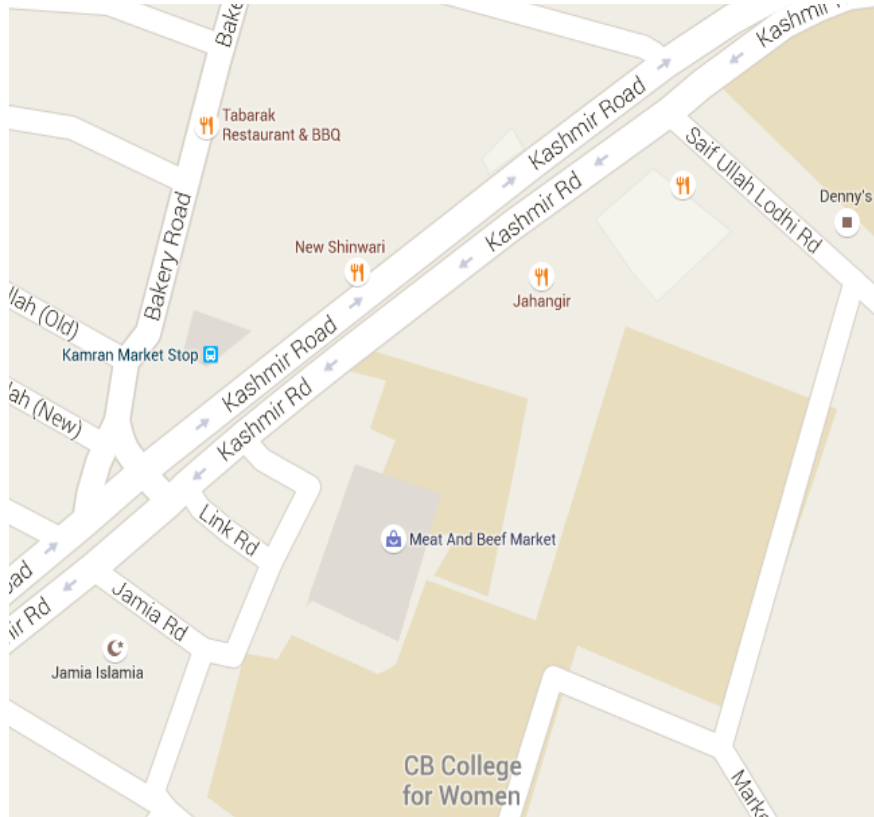 Bake
Kashmir R
Tabarak
Restaurant & BBQ
Kashmir Road
Saif Ullah Lodhi Rd
Denny's
Kashmir Rd
New Shinwari
Bakery Road
Jahangir
llah (Old)
Kamran Market Stop
Kashmir Road
Kashmir Rd
lah (New)
Link Rd
Meat And Beef Market
oad
mir Rd
Jamia Rd
Jamia Islamia
CB College
for Women
Marke